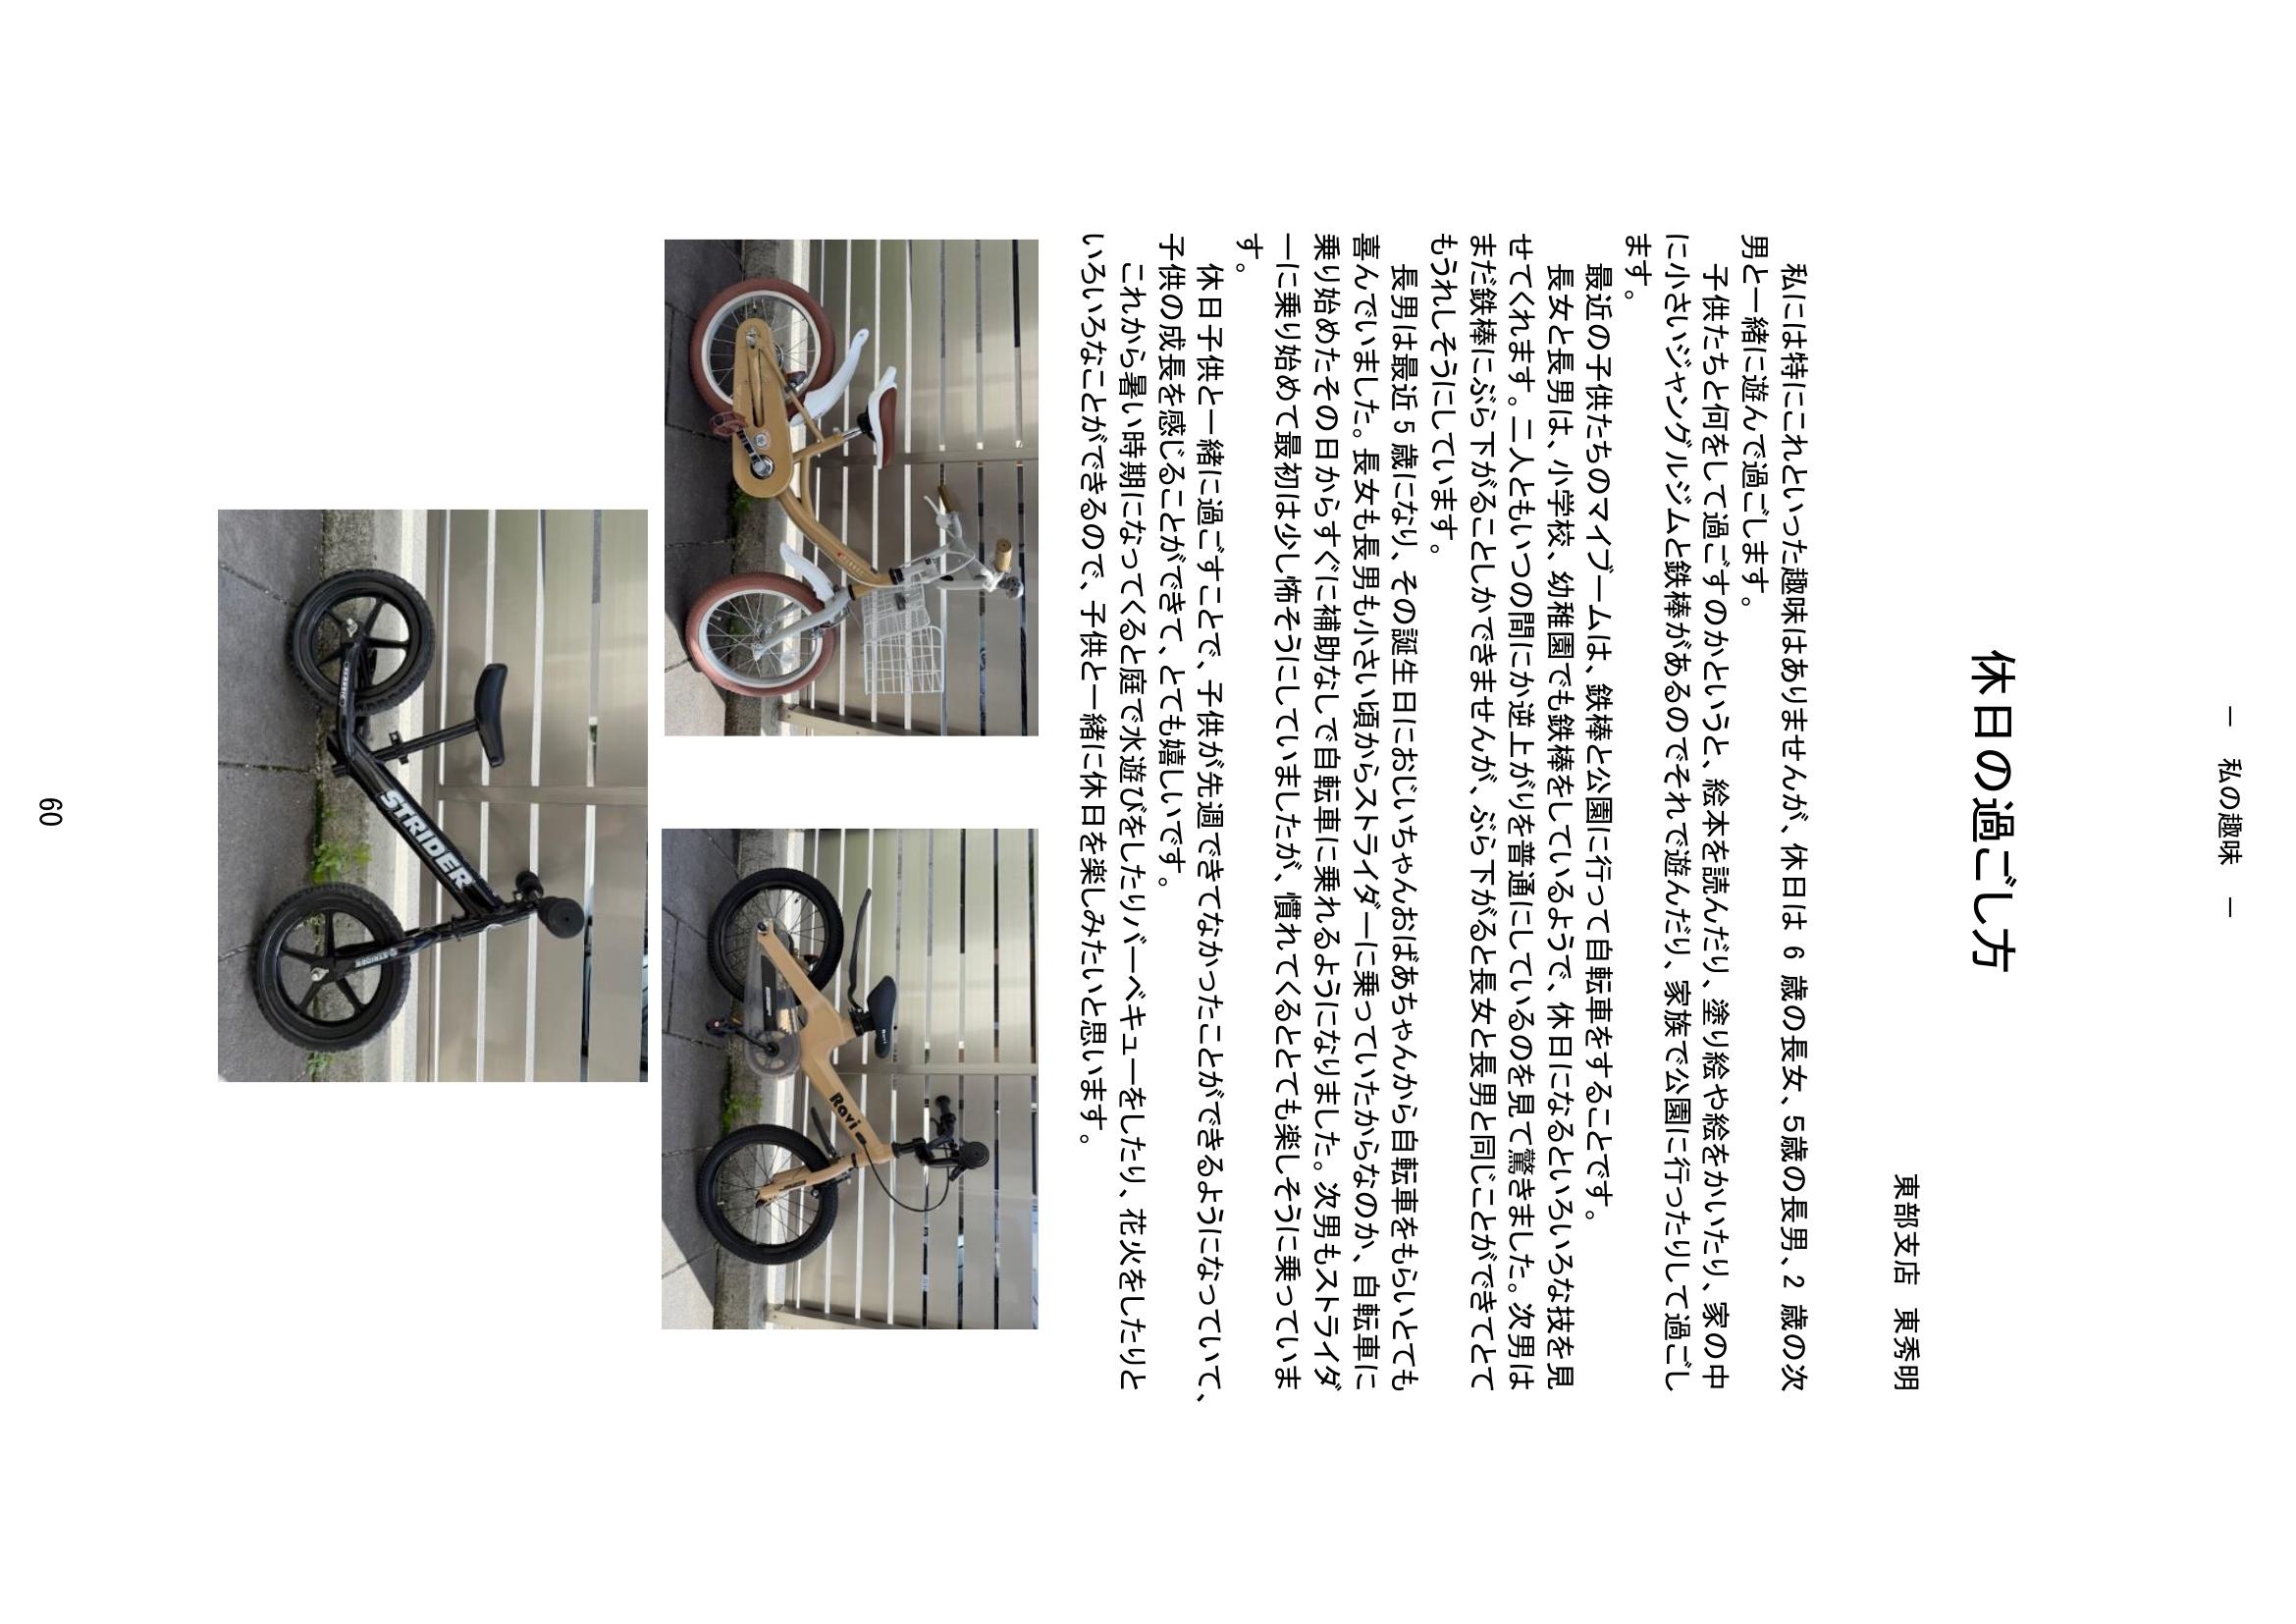 －　私の趣味　－
休日の過ごし方
東部支店　東秀明
私には特にこれといった趣味はありませんが、休日は 6 歳の長女、5歳の長男、2 歳の次
男と一緒に遊んで過ごします。
子供たちと何をして過ごすのかというと、絵本を読んだり、塗り絵や絵をかいたり、家の中
に小さいジャングルジムと鉄棒があるのでそれで遊んだり、家族で公園に行ったりして過ごし
ます。
最近の子供たちのマイブームは、鉄棒と公園に行って自転車をすることです。
長女と長男は、小学校、幼稚園でも鉄棒をしているようで、休日になるといろいろな技を見
せてくれます。二人ともいつの間にか逆上がりを普通にしているのを見て驚きました。次男は
まだ鉄棒にぶら下がることしかできませんが、ぶら下がると長女と長男と同じことができてとて
もうれしそうにしています。
長男は最近 5 歳になり、その誕生日におじいちゃんおばあちゃんから自転車をもらいとても
喜んでいました。長女も長男も小さい頃からストライダーに乗っていたからなのか、自転車に
乗り始めたその日からすぐに補助なしで自転車に乗れるようになりました。次男もストライダ
ーに乗り始めて最初は少し怖そうにしていましたが、慣れてくるととても楽しそうに乗っていま
す。
休日子供と一緒に過ごすことで、子供が先週できてなかったことができるようになっていて、
子供の成長を感じることができて、とても嬉しいです。
これから暑い時期になってくると庭で水遊びをしたりバーベキューをしたり、花火をしたりと
いろいろなことができるので、子供と一緒に休日を楽しみたいと思います。
Ravi
STRIDER
STRIDER
60